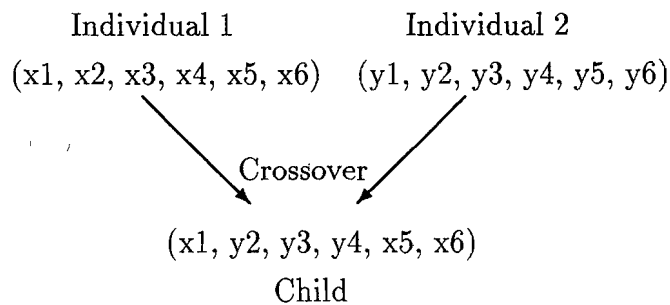 Individual 1 Individual 2
(x1, x2, x3, x4, x5, x6) (y1, y2, y3, y4, y5, y6)
Crossover
(x1, y2, y3, y4, x5, x6)
Child